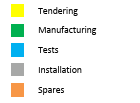 Tendering
Manufacturing
Tests
Installation
Spares